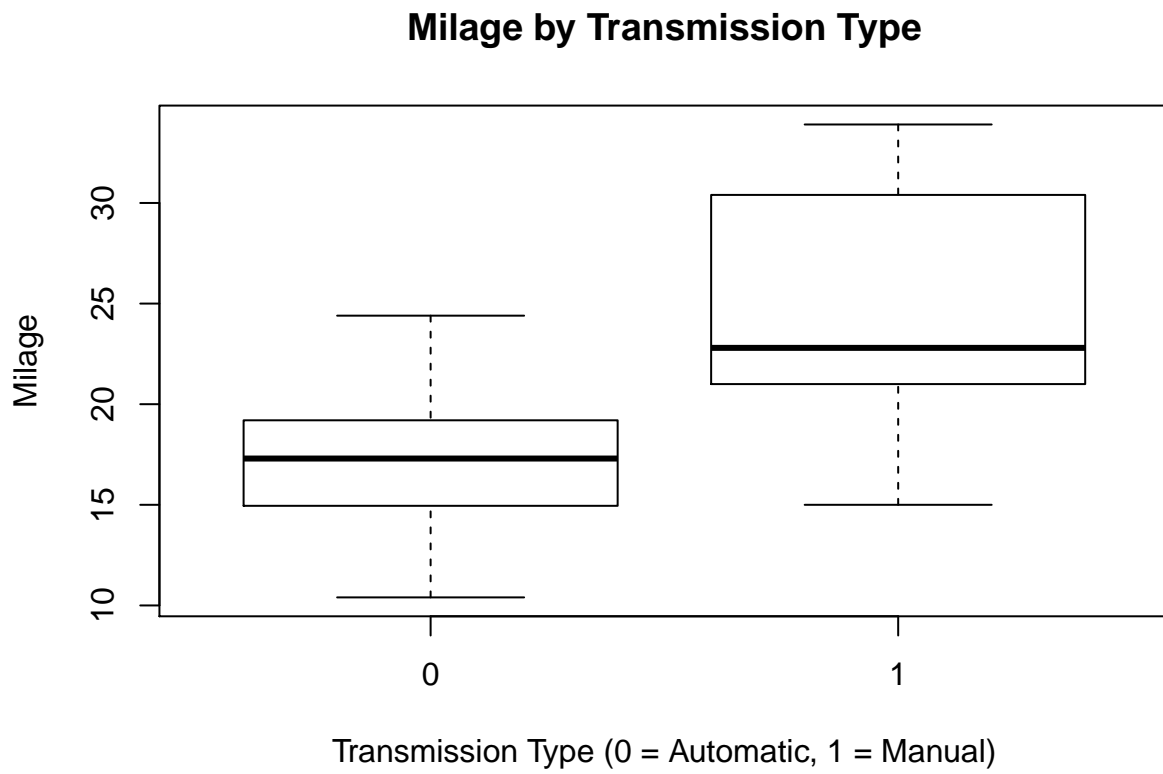 Milage by Transmission Type
Milage
30
25
20
15
10
0
1
Transmission Type (0 = Automatic, 1 = Manual)